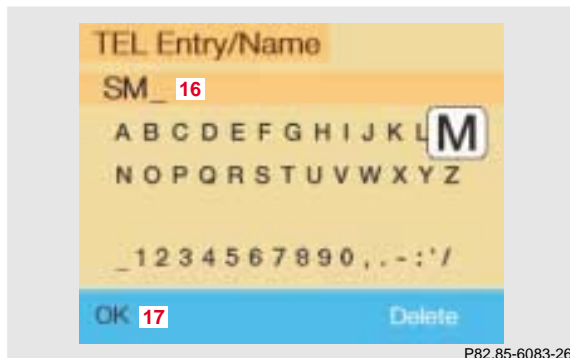 TEL Entry/Name
SM_ 16
A B C D E F G H I J K L M
N O P Q R S T U V W X Y Z
_ 1 2 3 4 5 6 7 8 9 0 , . - : ' /
OK 17 Delete
P82.85-6083-26